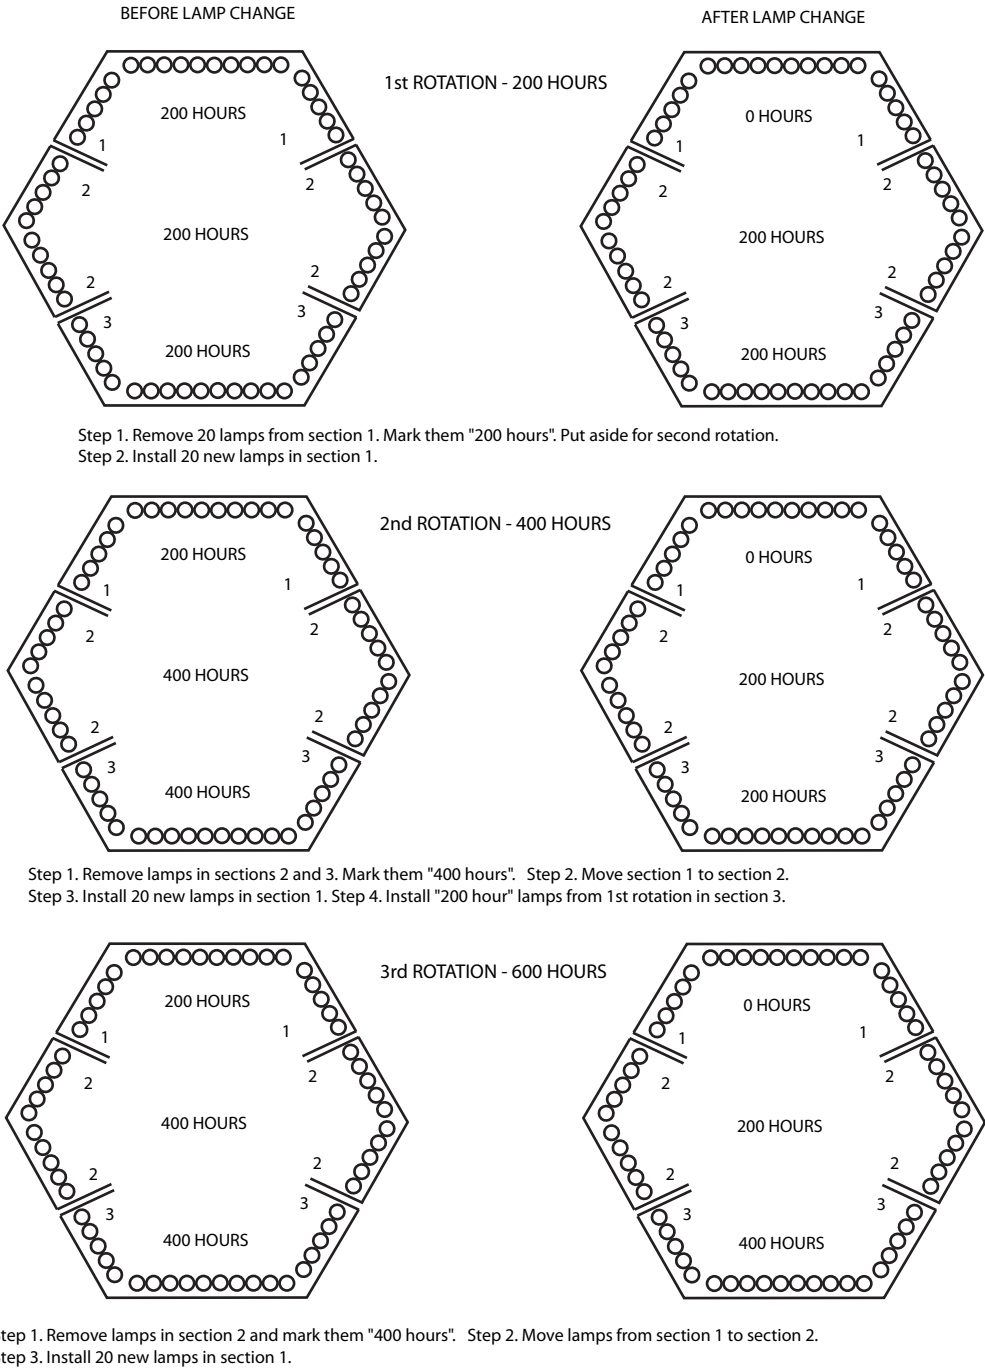 BEFORE LAMP CHANGE
AFTER LAMP CHANGE
1st ROTATION - 200 HOURS
200 HOURS
1
1
2
2
200 HOURS
2
2
3
3
200 HOURS
0 HOURS
1
1
2
2
200 HOURS
2
2
3
3
200 HOURS
Step 1. Remove 20 lamps from section 1. Mark them "200 hours". Put aside for second rotation.
Step 2. Install 20 new lamps in section 1.
2nd ROTATION - 400 HOURS
200 HOURS
1
1
2
2
400 HOURS
2
2
3
3
400 HOURS
0 HOURS
1
1
2
2
200 HOURS
2
2
3
3
200 HOURS
Step 1. Remove lamps in sections 2 and 3. Mark them "400 hours". Step 2. Move section 1 to section 2.
Step 3. Install 20 new lamps in section 1. Step 4. Install "200 hour" lamps from 1st rotation in section 3.
3rd ROTATION - 600 HOURS
200 HOURS
1
1
2
2
400 HOURS
2
2
3
3
400 HOURS
0 HOURS
1
1
2
2
200 HOURS
2
2
3
3
400 HOURS
tep 1. Remove lamps in section 2 and mark them "400 hours". Step 2. Move lamps from section 1 to section 2.
tep 3. Install 20 new lamps in section 1.